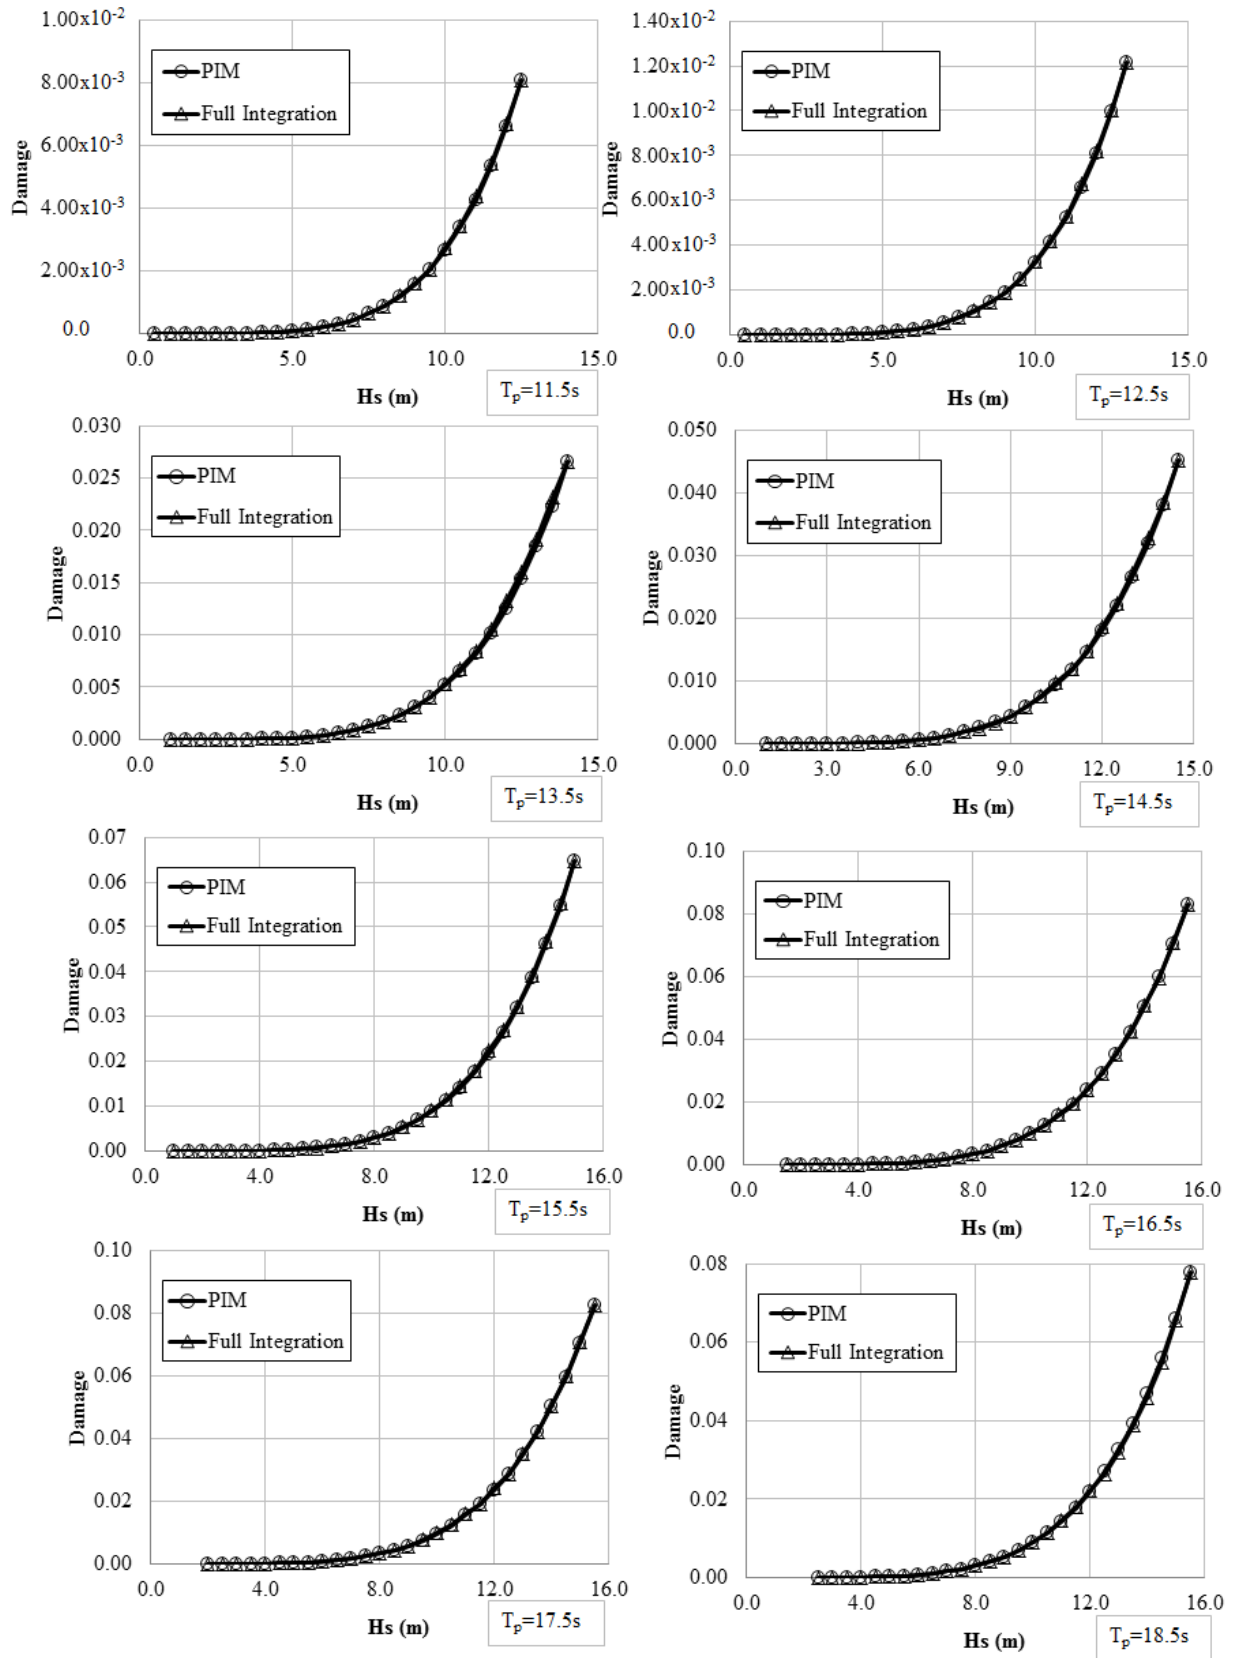 1.00x10-2
8.00x10-3
6.00x10-3
4.00x10-3
2.00x10-3
0.0
Damage
PIM
Full Integration
0.0 5.0 10.0 15.0
Hs (m)
Tp=11.5s
1.40x10-2
1.20x10-2
1.00x10-2
8.00x10-3
6.00x10-3
4.00x10-3
2.00x10-3
0.0
Damage
PIM
Full Integration
0.0 5.0 10.0 15.0
Hs (m)
Tp=12.5s
0.030
0.025
0.020
0.015
0.010
0.005
0.000
Damage
PIM
Full Integration
0.0 5.0 10.0 15.0
Hs (m)
Tp=13.5s
0.050
0.040
0.030
0.020
0.010
0.000
Damage
PIM
Full Integration
0.0 3.0 6.0 9.0 12.0 15.0
Hs (m)
Tp=14.5s
0.07
0.06
0.05
0.04
0.03
0.02
0.01
0.00
Damage
PIM
Full Integration
0.0 4.0 8.0 12.0 16.0
Hs (m)
Tp=15.5s
0.10
0.08
0.06
0.04
0.02
0.00
Damage
PIM
Full Integration
0.0 4.0 8.0 12.0 16.0
Hs (m)
Tp=16.5s
0.10
0.08
0.06
0.04
0.02
0.00
Damage
PIM
Full Integration
0.0 4.0 8.0 12.0 16.0
Hs (m)
Tp=17.5s
0.08
0.06
0.04
0.02
0.00
Damage
PIM
Full Integration
0.0 4.0 8.0 12.0 16.0
Hs (m)
Tp=18.5s